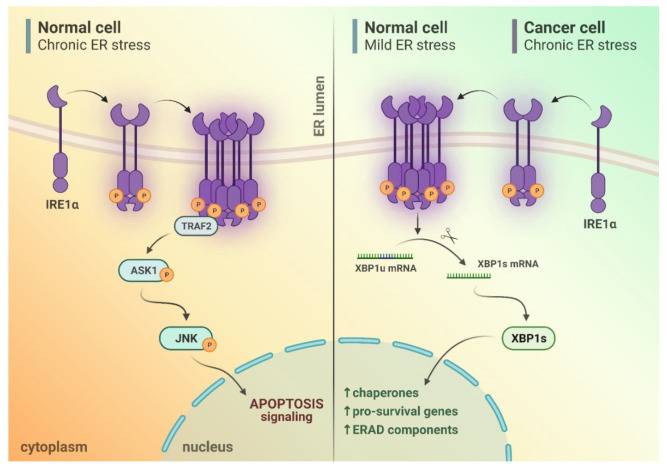 Normal cell
Chronic ER stress
Normal cell
Mild ER stress
Cancer cell
Chronic ER stress
ER lumen
IRE1α
P P
P P P P
TRAF2
ASK1
P
JNK
P
APOPTOSIS
signaling
cytoplasm
nucleus
P P P P
P P
IRE1α
XBP1u mRNA
XBP1s mRNA
XBP1s
↑ chaperones
↑ pro-survival genes
↑ ERAD components